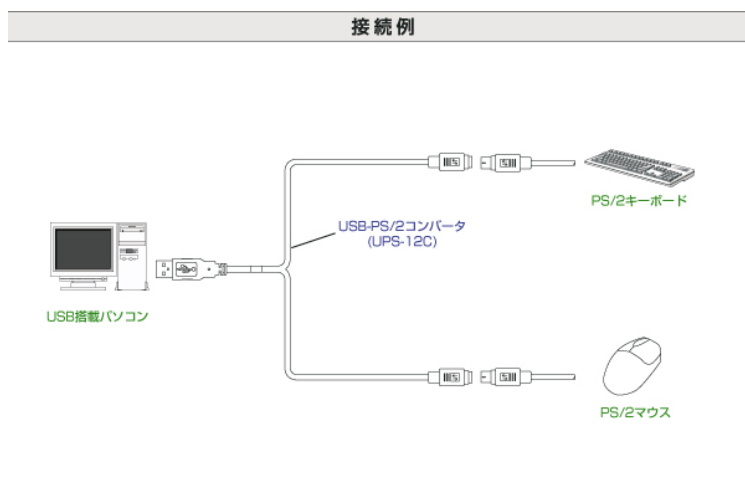 接続例
PS/2キーボード
USB-PS/2コンバータ
(UPS-12C)
USB搭載パソコン
PS/2マウス